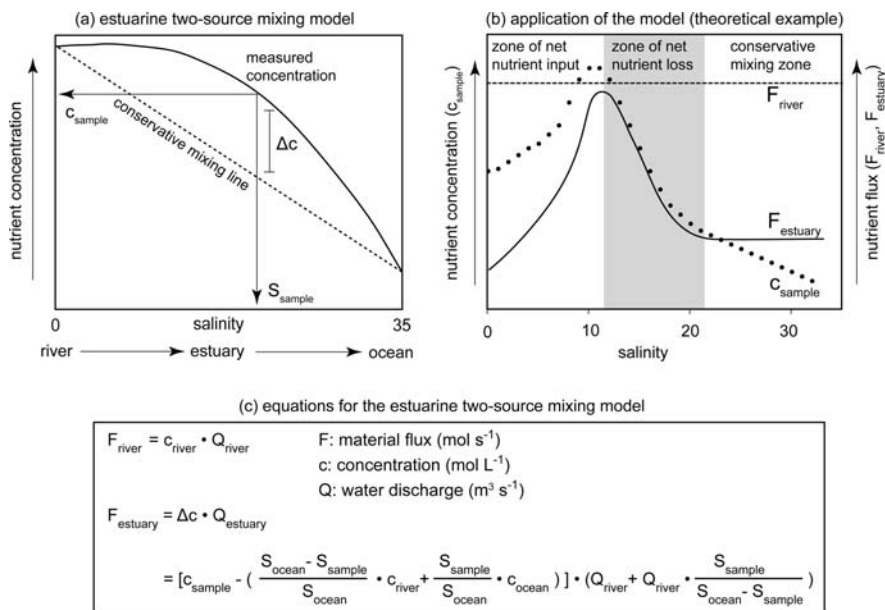 (a) estuarine two-source mixing model
nutrient concentration
measured
concentration
c_sample
conservative mixing line
Δc
S_sample
0
salinity
35
river
estuary
ocean
(b) application of the model (theoretical example)
zone of net
nutrient input
zone of net
nutrient loss
conservative
mixing zone
nutrient concentration (c_sample)
F_river
F_estuary
c_sample
nutrient flux (F_river, F_estuary)
0
10
20
30
salinity
(c) equations for the estuarine two-source mixing model
F_river = c_river • Q_river
F: material flux (mol s⁻¹)
c: concentration (mol L⁻¹)
Q: water discharge (m³ s⁻¹)
F_estuary = Δc • Q_estuary
= [c_sample - ( (S_ocean - S_sample) / S_ocean • c_river + S_sample / S_ocean • c_ocean ) ] • (Q_river + Q_river • S_sample / (S_ocean - S_sample) )